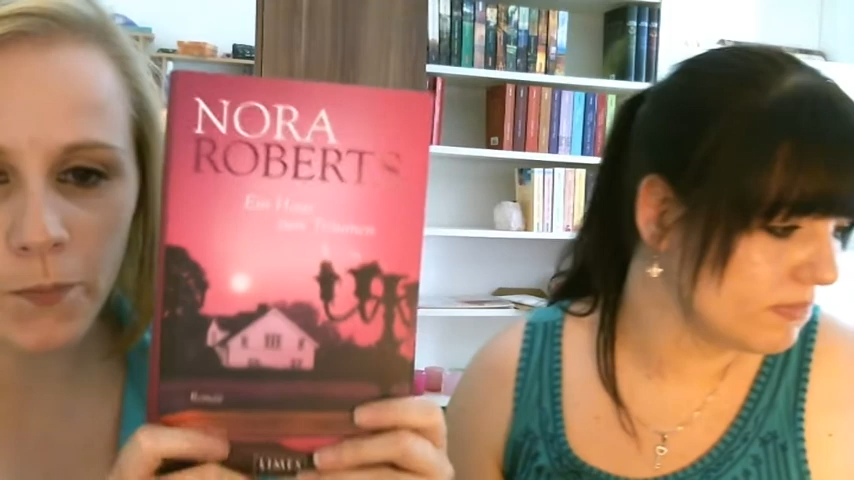 NORA
ROBERTS
Ein Haus
zum Träumen
Roman
LIMES